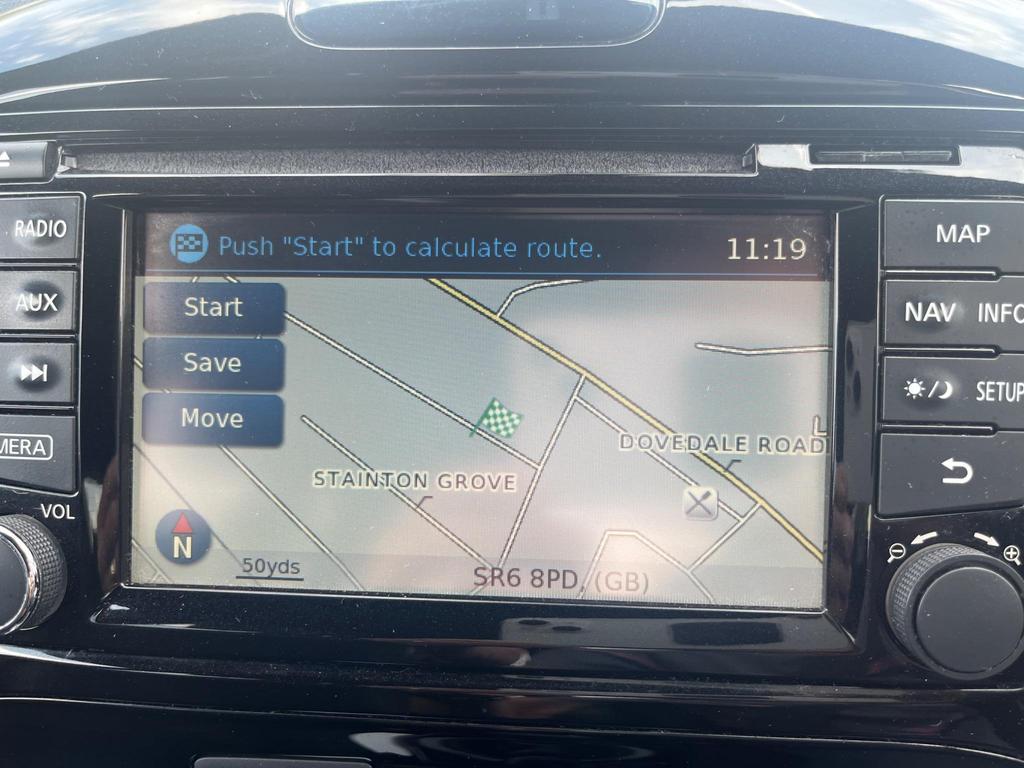 RADIO
AUX
MERA
VOL
Push "Start" to calculate route.
11:19
Start
Save
Move
STAINTON GROVE
DOVEDALE ROAD
L
N
50yds
SR6 8PD, (GB)
MAP
NAV INFO
SETUP